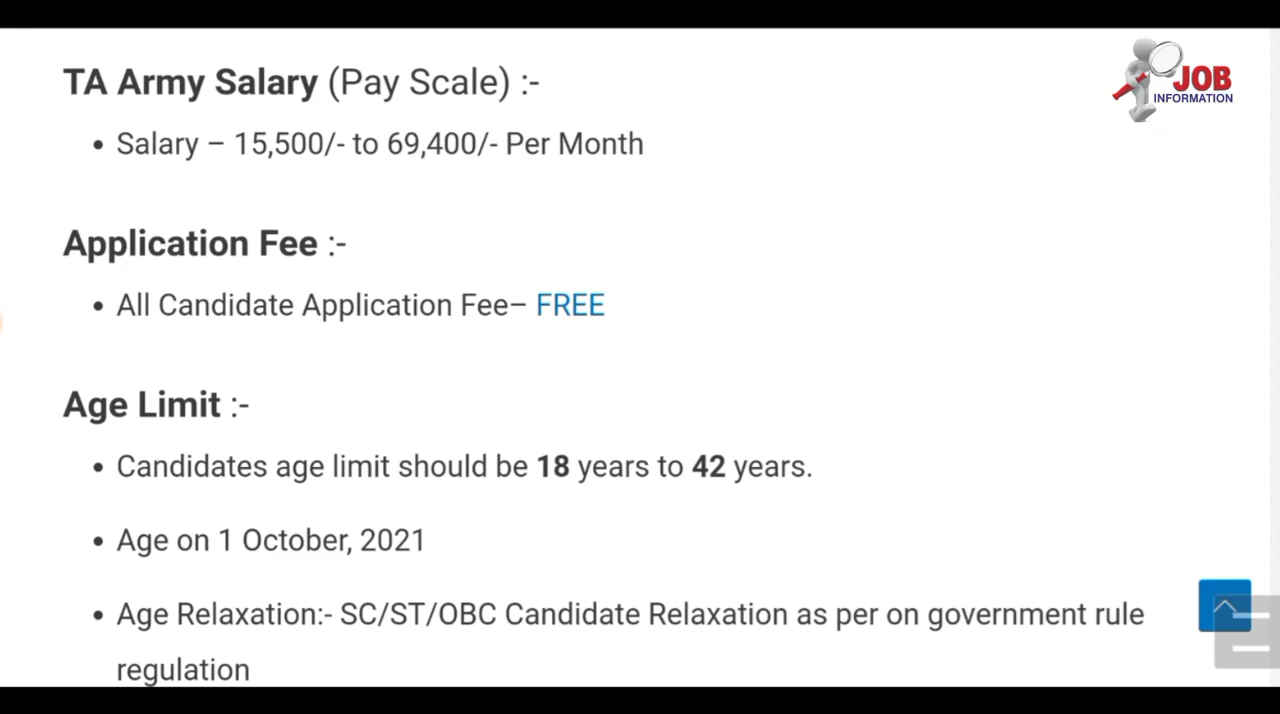 JOB
INFORMATION
TA Army Salary (Pay Scale) :-
• Salary – 15,500/- to 69,400/- Per Month
Application Fee :-
• All Candidate Application Fee– FREE
Age Limit :-
• Candidates age limit should be 18 years to 42 years.
• Age on 1 October, 2021
• Age Relaxation:- SC/ST/OBC Candidate Relaxation as per on government rule
regulation